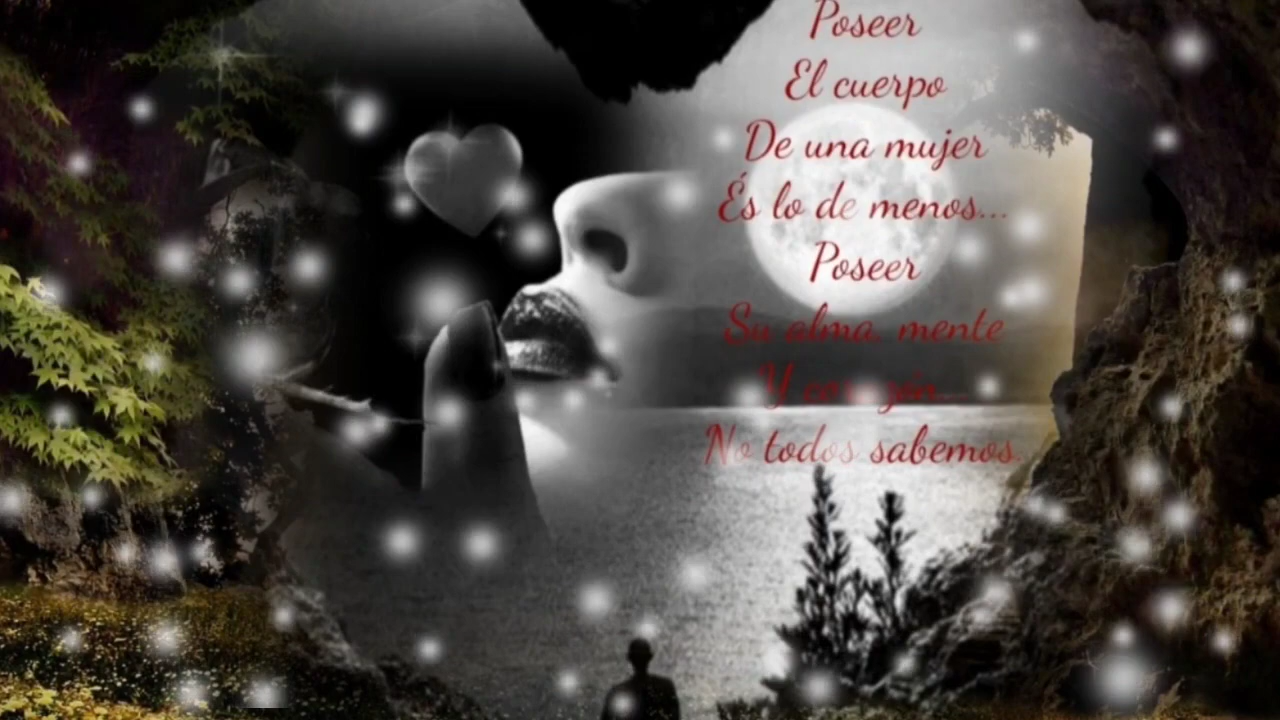 Poseer
El cuerpo
De una mujer
És lo de menos...
Poseer
Su alma, mente
Y corazón...
No todos sabemos.